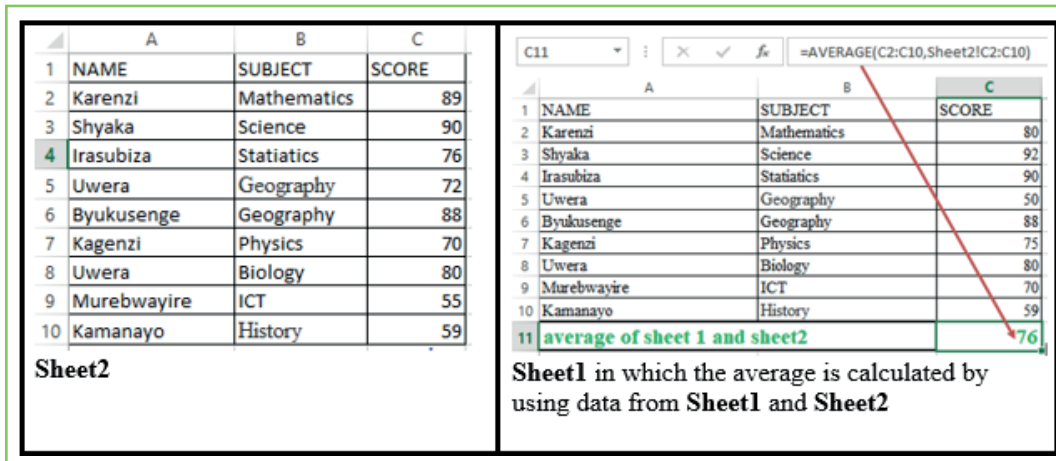 A B C
1 NAME SUBJECT SCORE
2 Karenzi Mathematics 89
3 Shyaka Science 90
4 Irasubiza Statiatics 76
5 Uwera Geography 72
6 Byukusenge Geography 88
7 Kagenzi Physics 70
8 Uwera Biology 80
9 Murebwayire ICT 55
10 Kamanayo History 59
Sheet2
C11 fx =AVERAGE(C2:C10,Sheet2!C2:C10)
A B C
1 NAME SUBJECT SCORE
2 Karenzi Mathematics 80
3 Shyaka Science 92
4 Irasubiza Statiatics 90
5 Uwera Geography 50
6 Byukusenge Geography 88
7 Kagenzi Physics 75
8 Uwera Biology 80
9 Murebwayire ICT 70
10 Kamanayo History 59
11 average of sheet 1 and sheet2 76
Sheet1 in which the average is calculated by
using data from Sheet1 and Sheet2